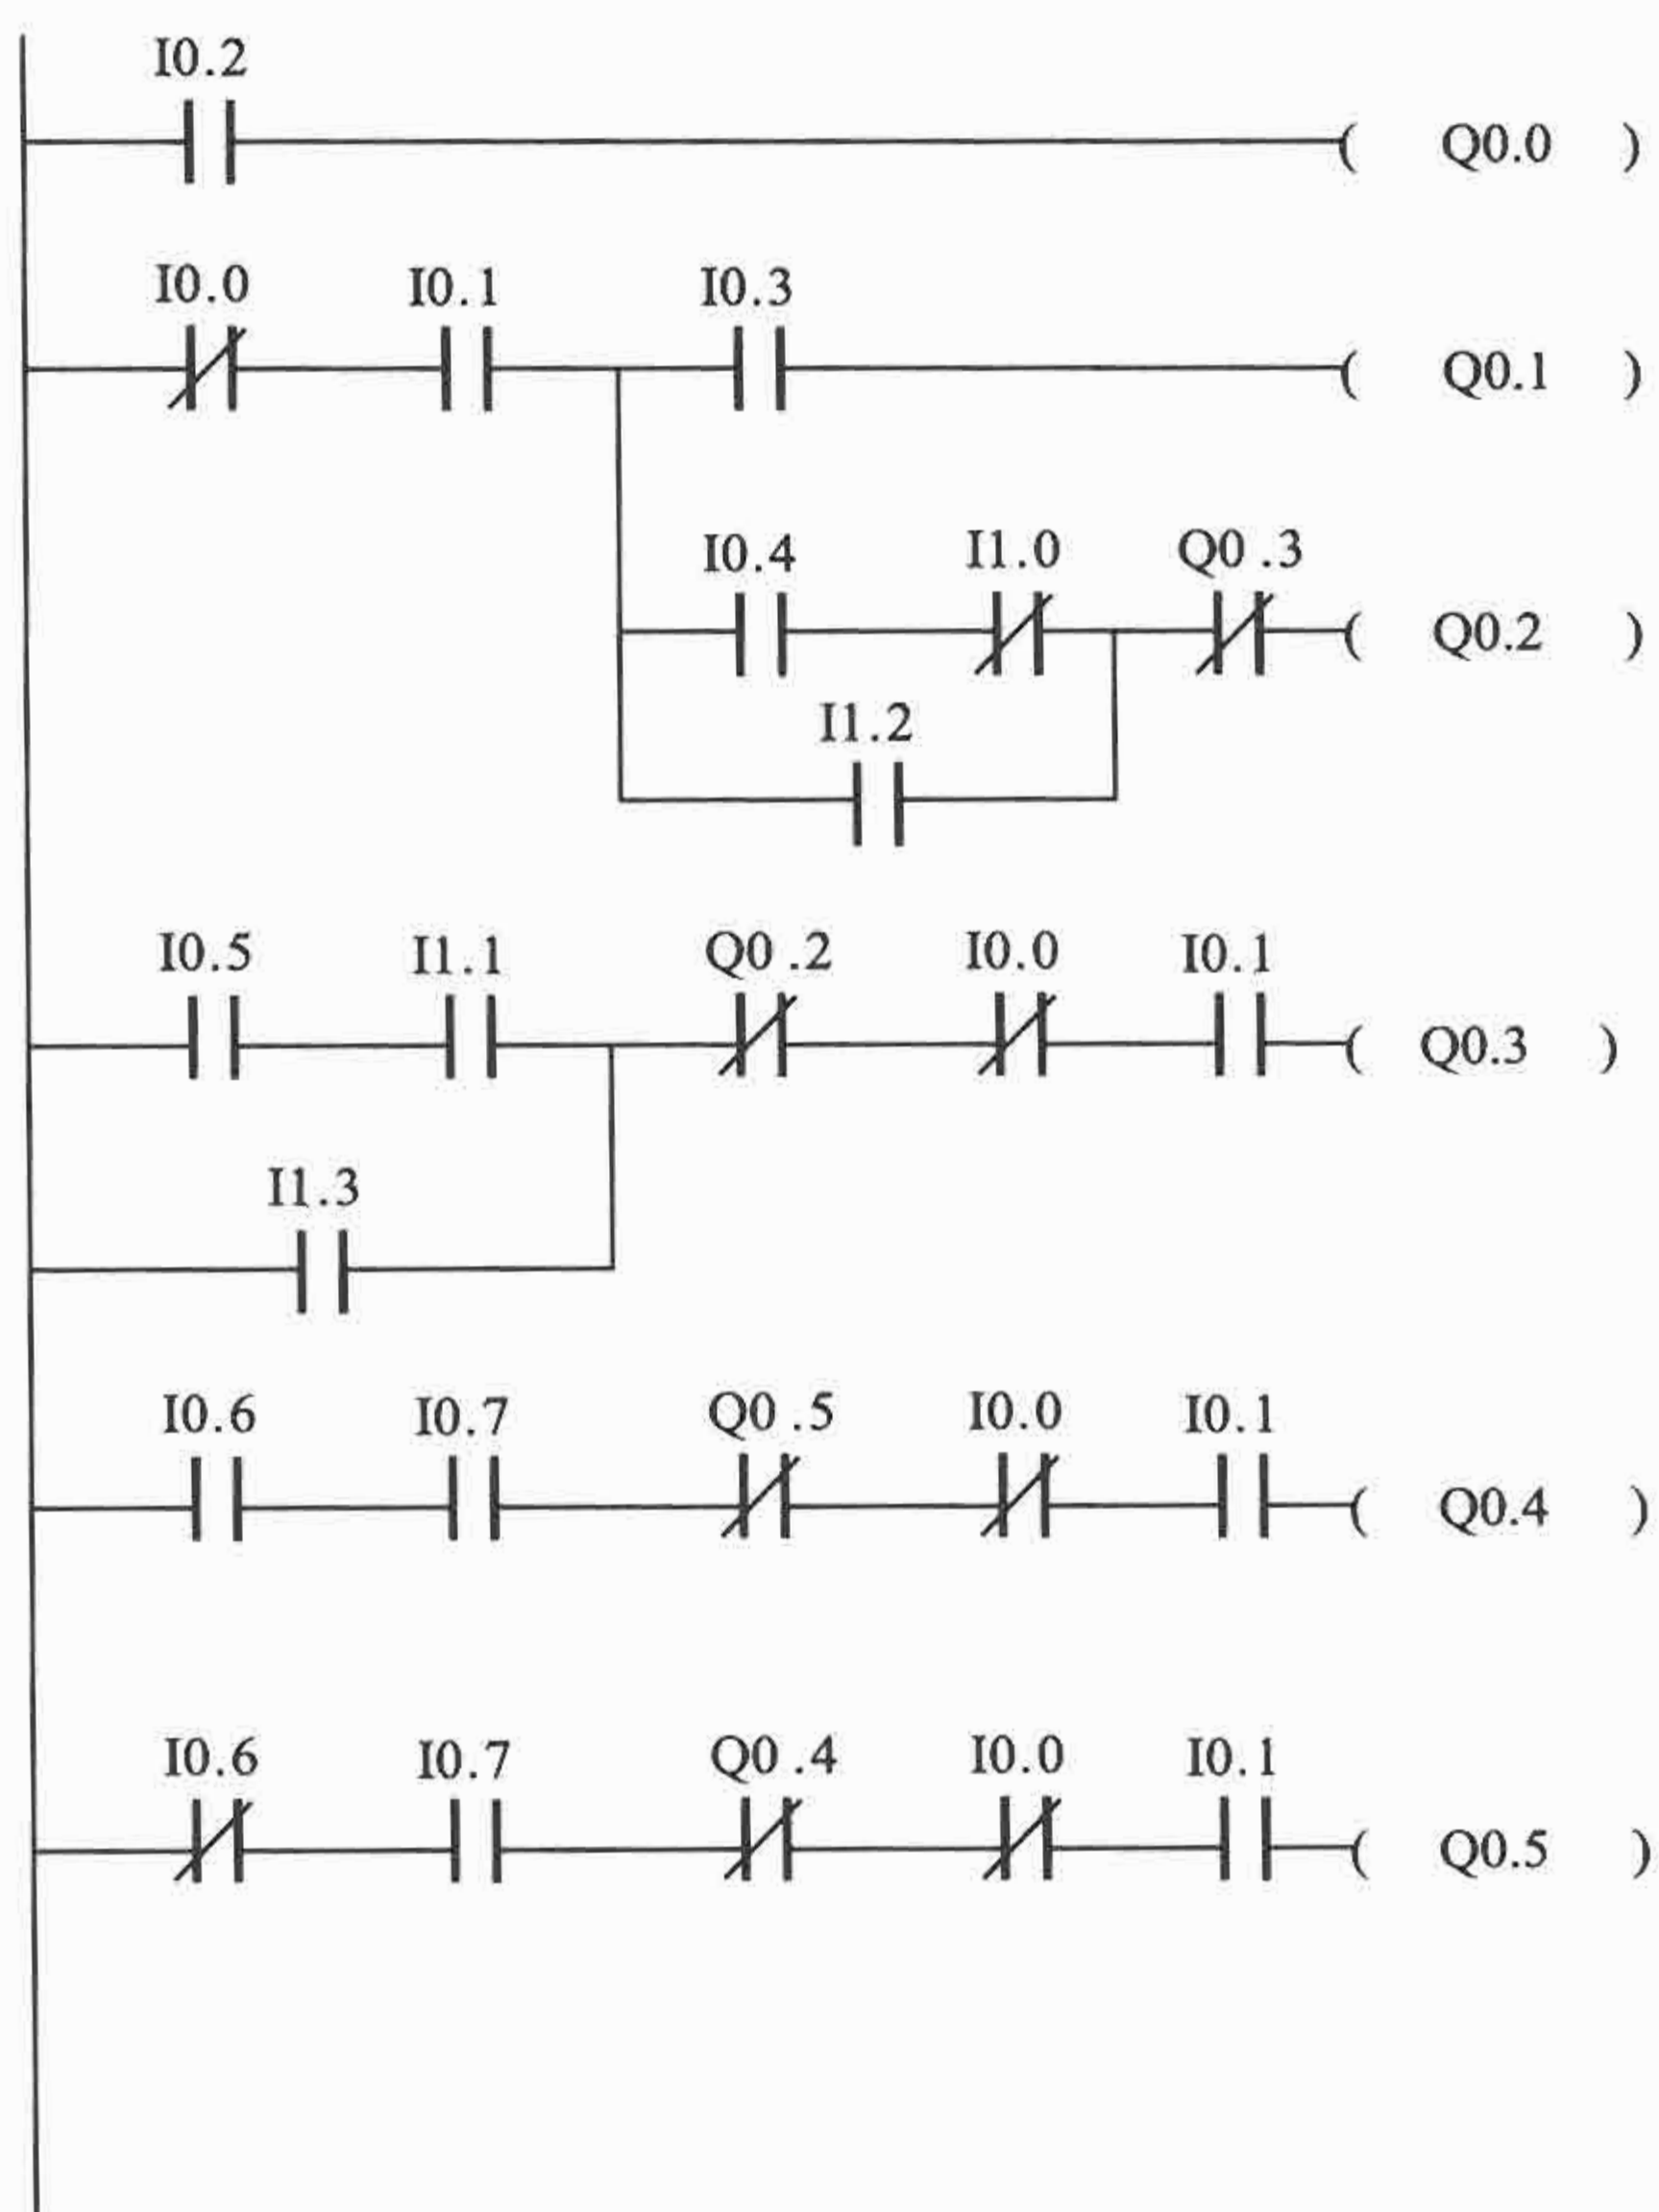 I0.2
( Q0.0 )
I0.0 I0.1 I0.3
( Q0.1 )
I0.4 I1.0 Q0 .3
( Q0.2 )
I1.2
I0.5 I1.1 Q0 .2 I0.0 I0.1
( Q0.3 )
I1.3
I0.6 I0.7 Q0 .5 I0.0 I0.1
( Q0.4 )
I0.6 I0.7 Q0 .4 I0.0 I0.1
( Q0.5 )